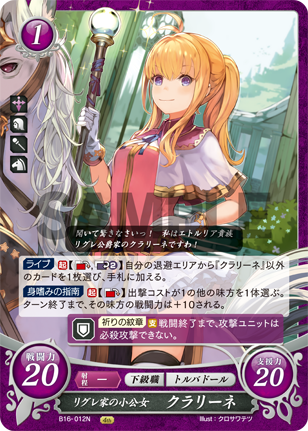 1
SAMPLE
聞いて驚きなさいっ! 私はエトルリア貴族
リグレ公爵家のクラリーネですわ!
ライブ 起【 、 2】自分の退避エリアから『クラリーネ』以外
のカードを1枚選び、手札に加える。
身嗜みの指南 起【 】出撃コストが1の他の味方を1体選ぶ。
ターン終了まで、その味方の戦闘力は+10される。
祈りの紋章 支 戦闘終了まで、攻撃ユニットは
必殺攻撃できない。
戦闘力
20
射程 ー 下級職 トルバドール
支援力
20
リグレ家の小公女 クラリーネ
B16-012N
Illust:クロサワテツ